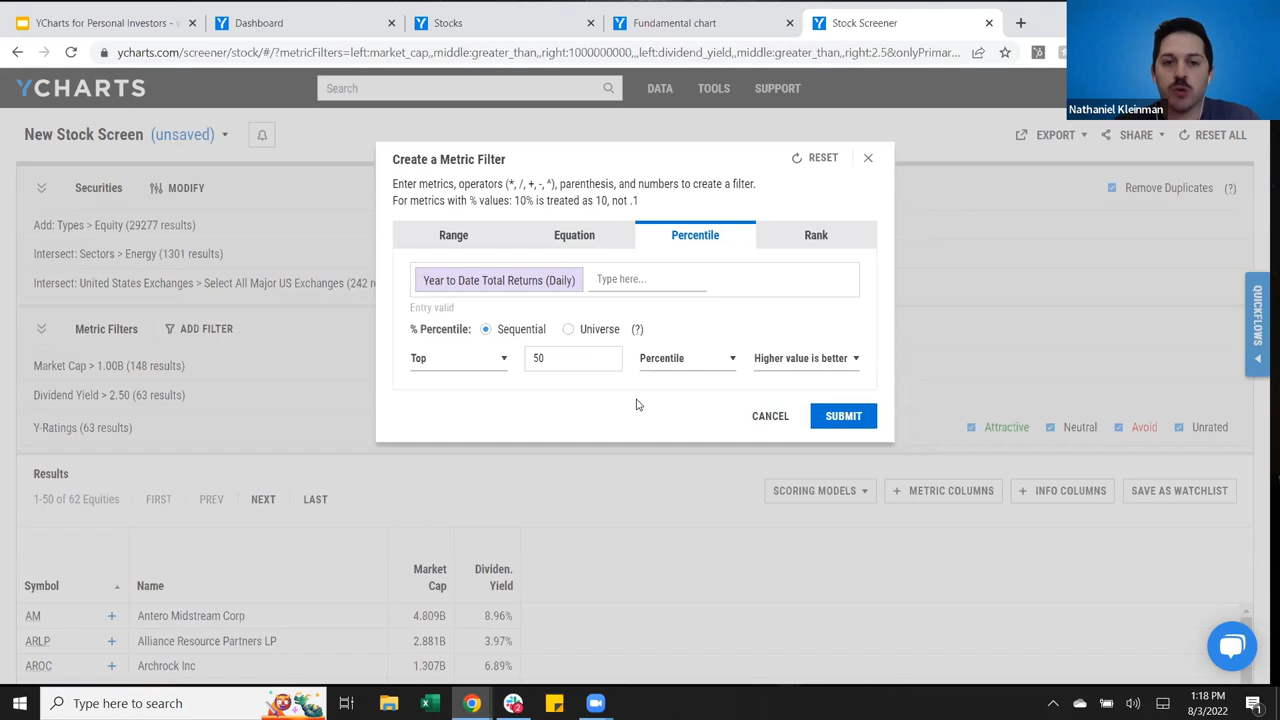 YCharts for Personal Investors - v
Dashboard
Stocks
Fundamental chart
Stock Screener
ycharts.com/screener/stock/#/?metricFilters=left:market_cap,,middle:greater_than,,right:1000000000,,left:dividend_yield,,middle:greater_than,,right:2.5&onlyPrimar...
Nathaniel Kleinman
YCHARTS
Search
DATA
TOOLS
SUPPORT
New Stock Screen (unsaved)
EXPORT
SHARE
RESET ALL
Securities
MODIFY
Remove Duplicates (?)
Add: Types > Equity (29277 results)
Intersect: Sectors > Energy (1301 results)
Intersect: United States Exchanges > Select All Major US Exchanges (242 re
Metric Filters
ADD FILTER
Market Cap > 1.00B (148 results)
Dividend Yield > 2.50 (63 results)
Y-Ratings (63 results)
Attractive
Neutral
Avoid
Unrated
QUICKFLOWS
Create a Metric Filter
RESET
Enter metrics, operators (*, /, +, -, ^), parenthesis, and numbers to create a filter.
For metrics with % values: 10% is treated as 10, not .1
Range
Equation
Percentile
Rank
Year to Date Total Returns (Daily)
Type here...
Entry valid
% Percentile:
Sequential
Universe
(?)
Top
50
Percentile
Higher value is better
CANCEL
SUBMIT
Results
1-50 of 62 Equities
FIRST
PREV
NEXT
LAST
SCORING MODELS
+ METRIC COLUMNS
+ INFO COLUMNS
SAVE AS WATCHLIST
Symbol
Name
Market
Cap
Dividen.
Yield
AM + Antero Midstream Corp 4.809B 8.96%
ARLP + Alliance Resource Partners LP 2.881B 3.97%
AROC + Archrock Inc 1.307B 6.89%
Type here to search
2
1:18 PM
8/3/2022
1